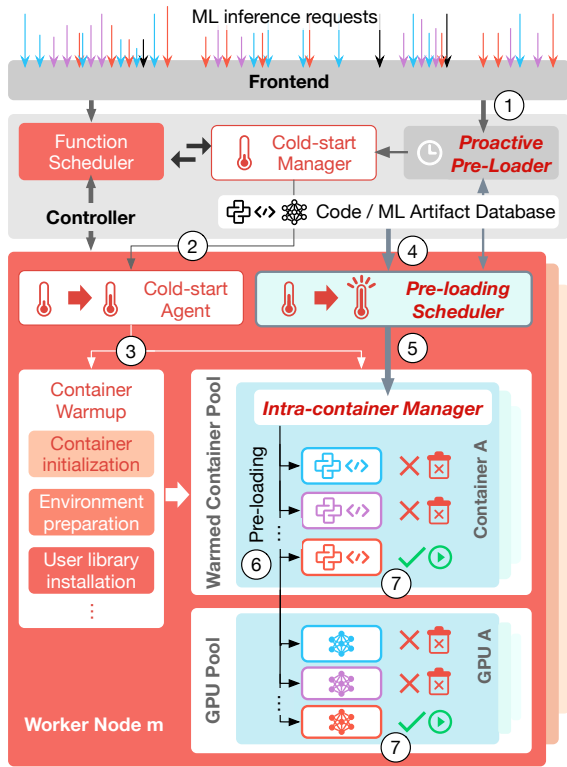 ML inference requests
Frontend
1
Function
Scheduler
Cold-start
Manager
Proactive
Pre-Loader
Controller
Code / ML Artifact Database
2
4
Cold-start
Agent
Pre-loading
Scheduler
3
5
Container
Warmup
Container
initialization
Environment
preparation
User library
installation
Warmed Container Pool
Intra-container Manager
Pre-loading
6
Container A
7
GPU Pool
GPU A
7
Worker Node m